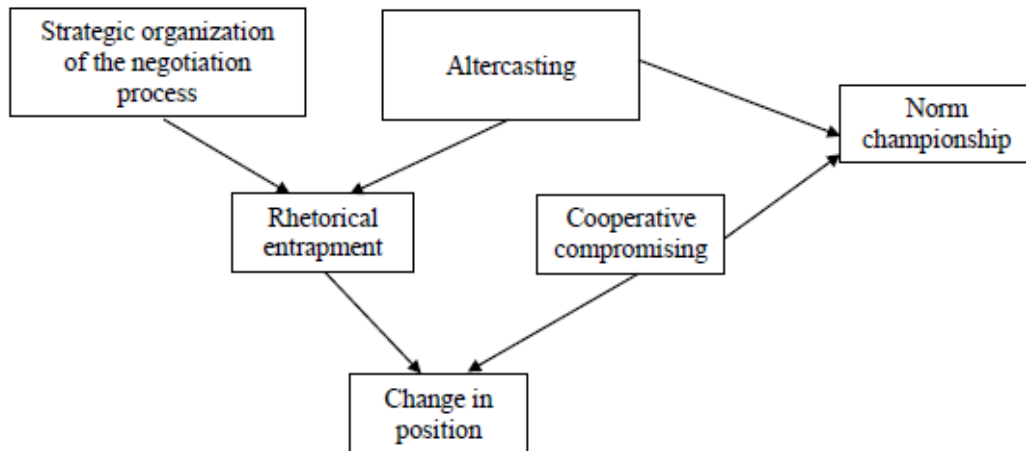 Strategic organization
of the negotiation
process
Altercasting
Norm
championship
Rhetorical
entrapment
Cooperative
compromising
Change in
position